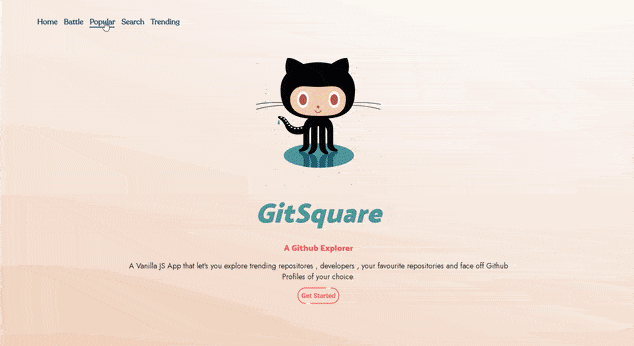 Home Battle Popular Search Trending
GitSquare
A Github Explorer
A Vanilla JS App that let's you explore trending repositores , developers , your favourite repositories and face off Github
Profiles of your choice
Get Started